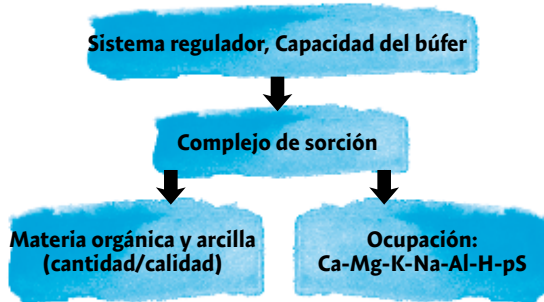 Sistema regulador, Capacidad del búfer
Complejo de sorción
Materia orgánica y arcilla
(cantidad/calidad)
Ocupación:
Ca-Mg-K-Na-Al-H-pS